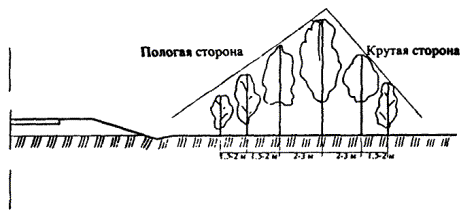 Пологая сторона
Крутая сторона
1,5-2 м 1,5-2 м 2-3 м 2-3 м 1,5-2 м